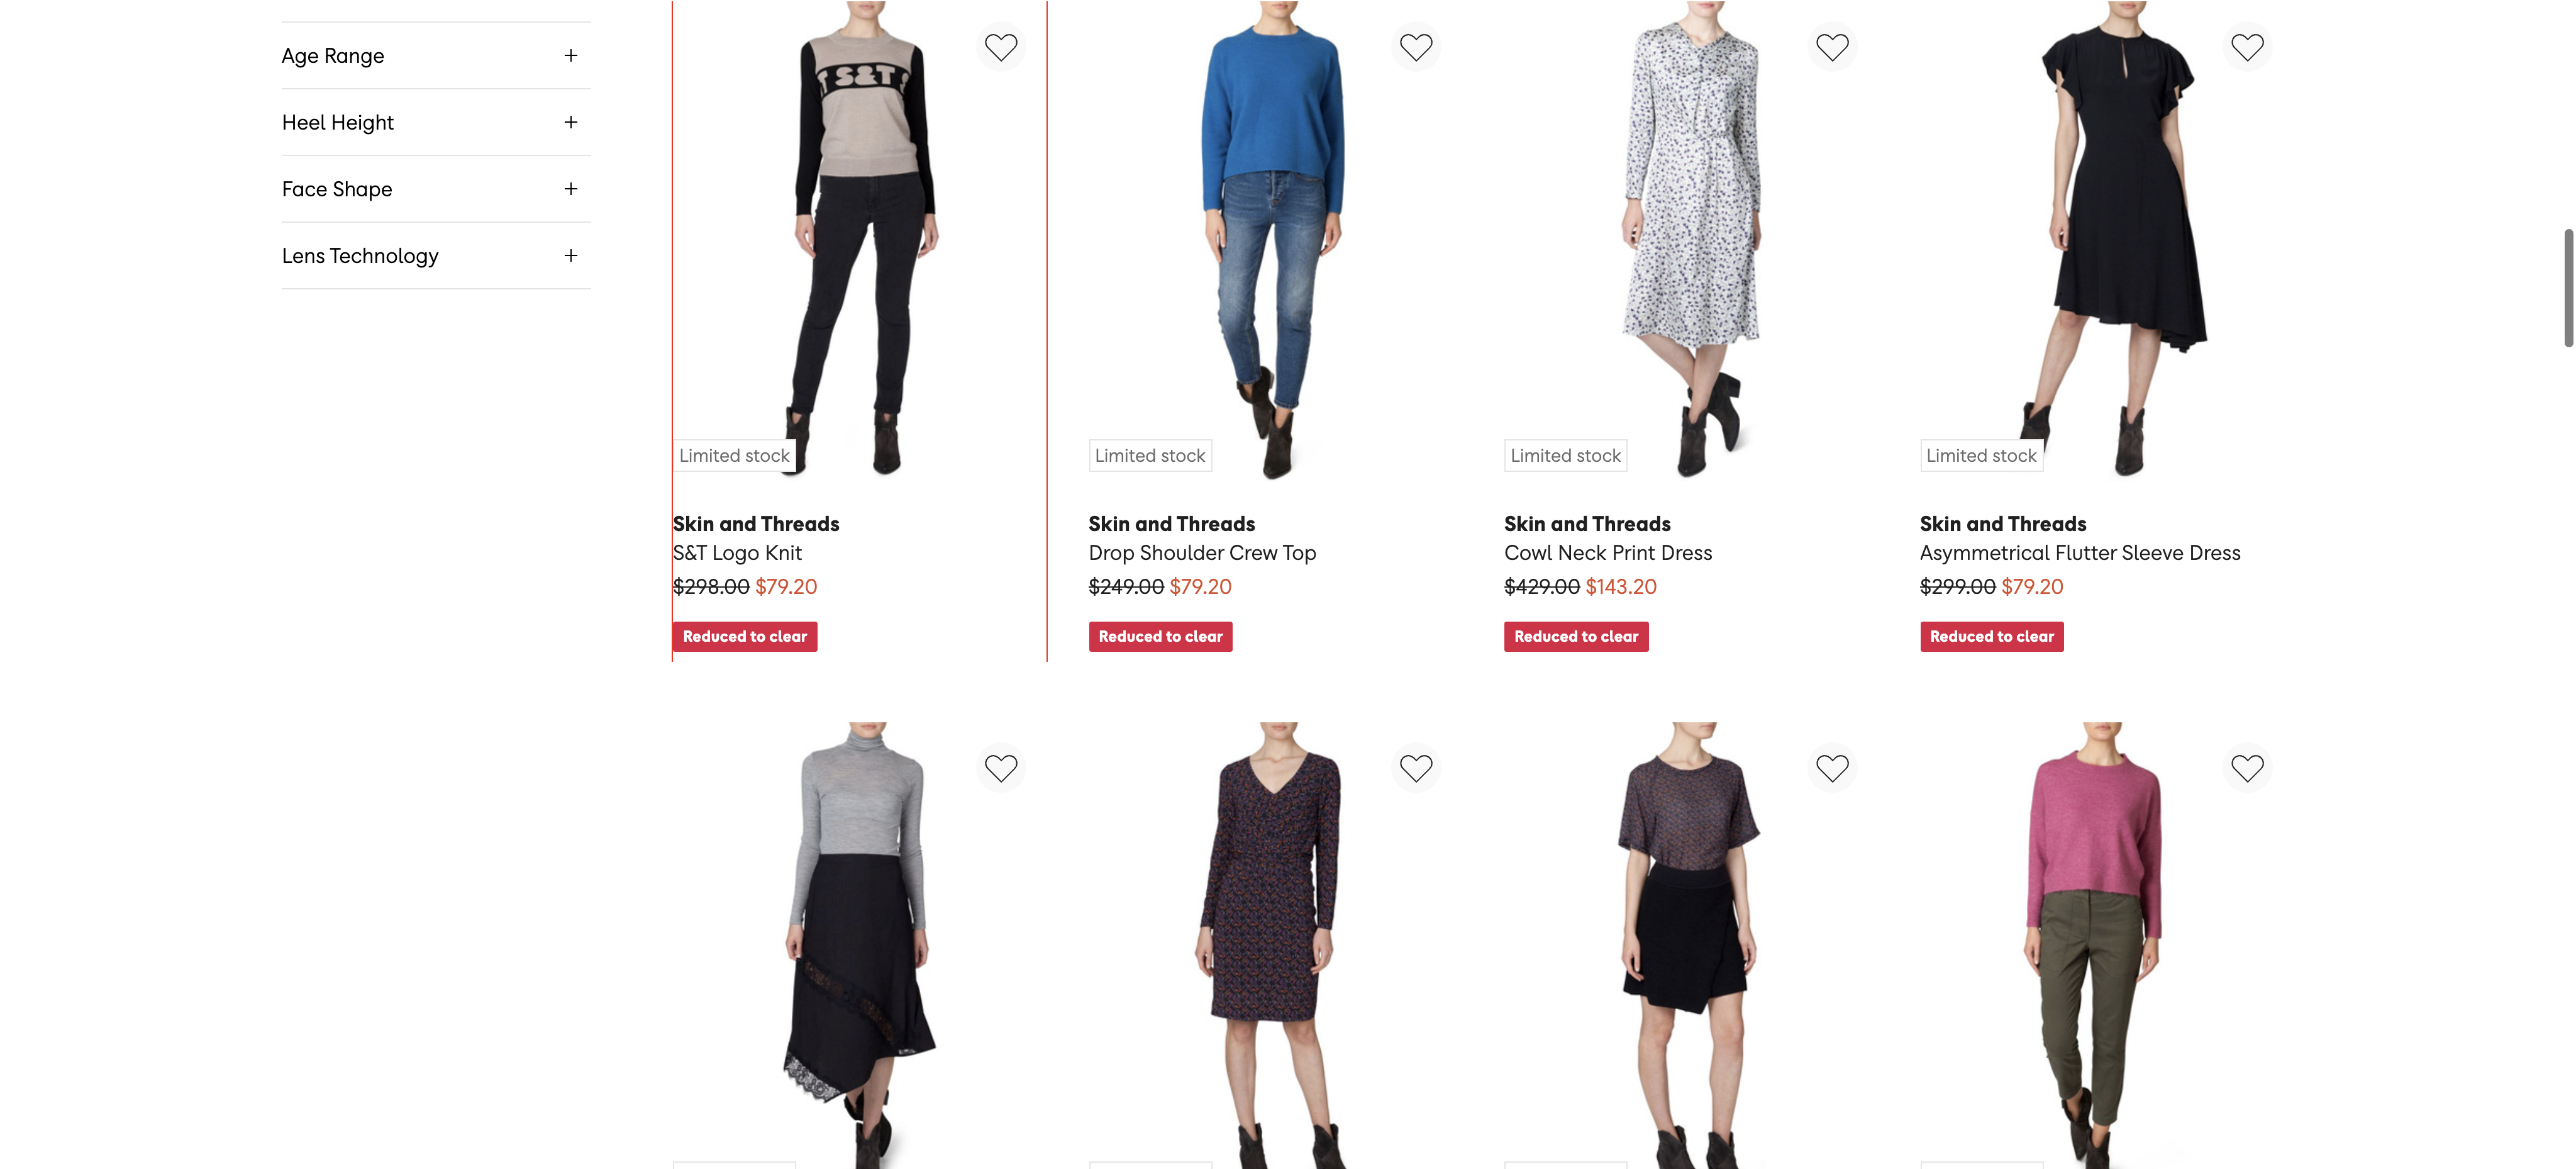 Age Range
Heel Height
Face Shape
Lens Technology
T S&T S
Limited stock
Limited stock
Limited stock
Limited stock
Skin and Threads
S&T Logo Knit
$298.00 $79.20
Reduced to clear
Skin and Threads
Drop Shoulder Crew Top
$249.00 $79.20
Reduced to clear
Skin and Threads
Cowl Neck Print Dress
$429.00 $143.20
Reduced to clear
Skin and Threads
Asymmetrical Flutter Sleeve Dress
$299.00 $79.20
Reduced to clear